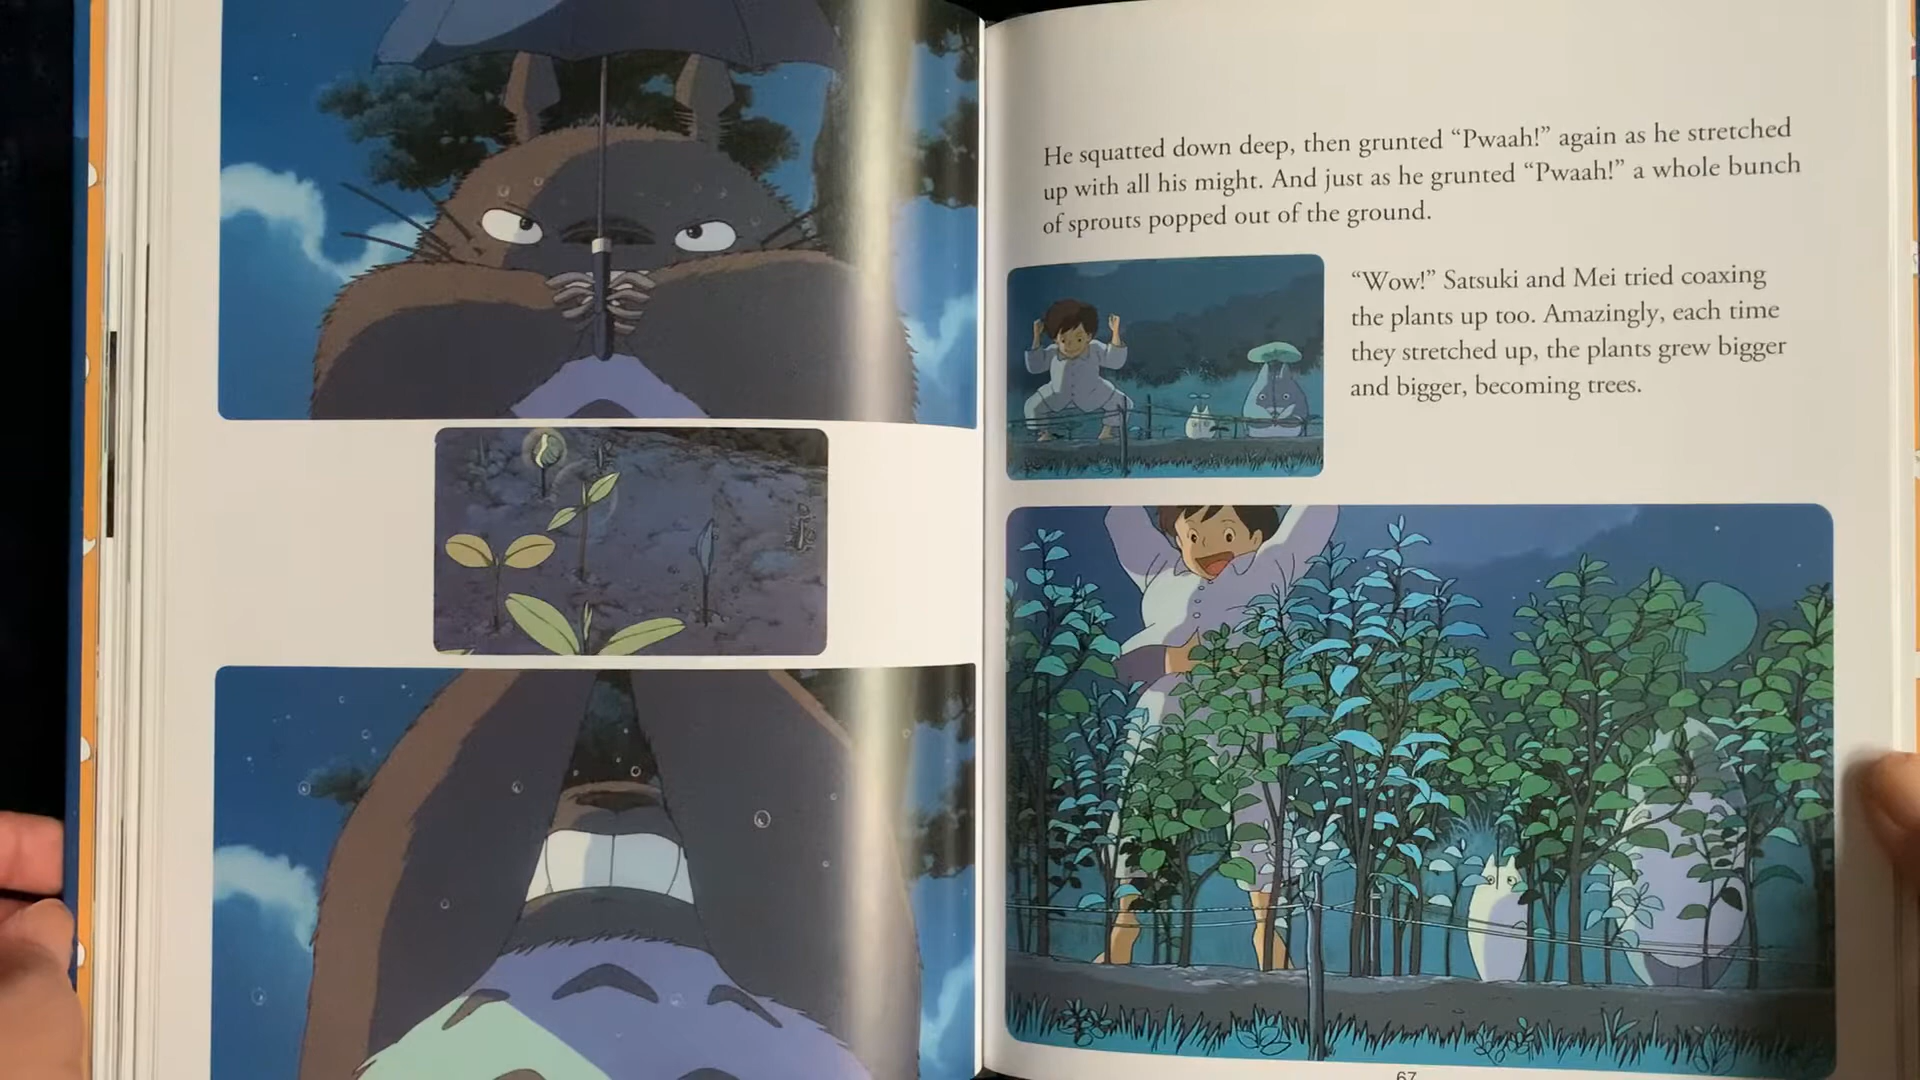 He squatted down deep, then grunted “Pwaah!” again as he stretched
up with all his might. And just as he grunted “Pwaah!” a whole bunch
of sprouts popped out of the ground.
“Wow!” Satsuki and Mei tried coaxing
the plants up too. Amazingly, each time
they stretched up, the plants grew bigger
and bigger, becoming trees.
67